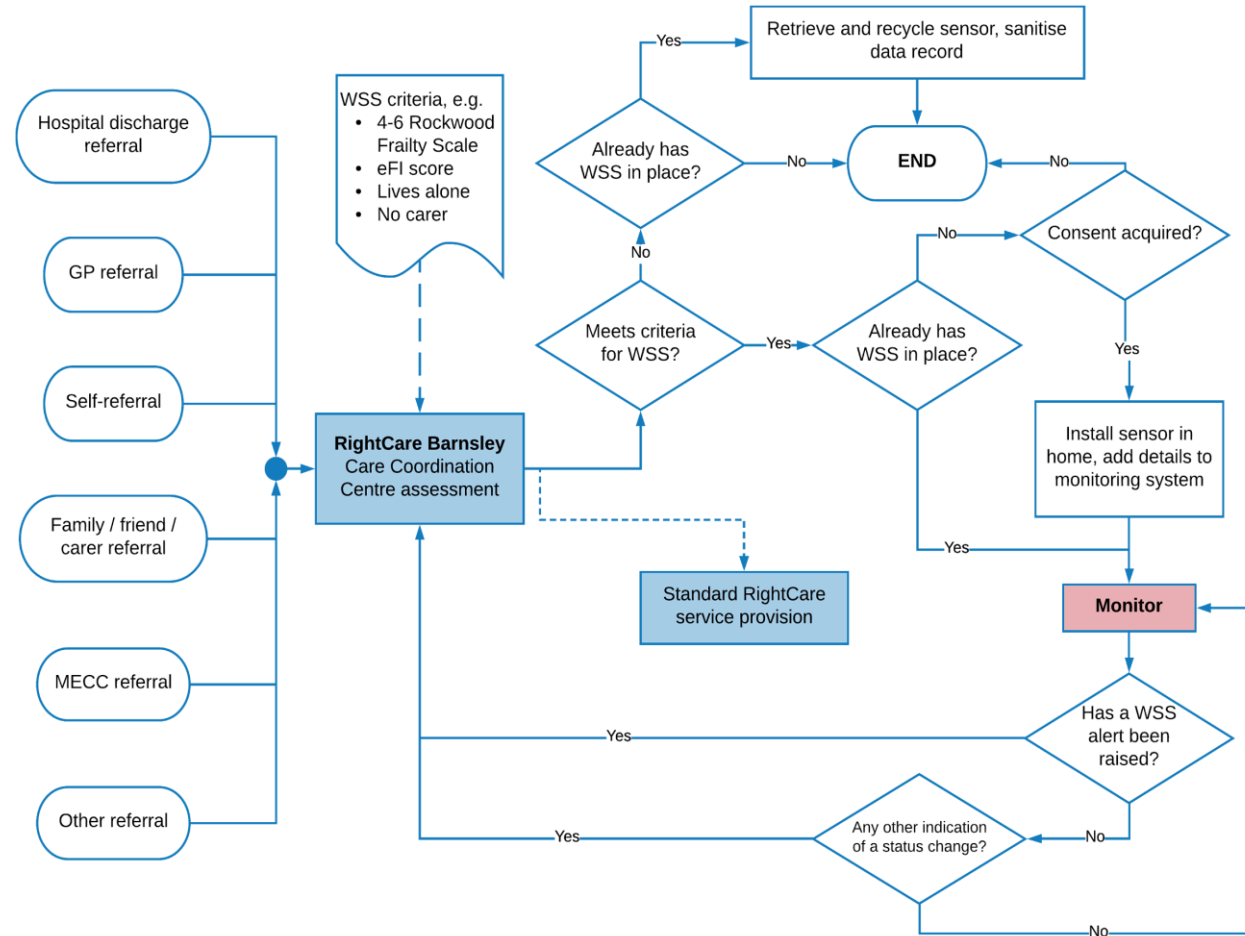 Hospital discharge
referral
GP referral
Self-referral
Family / friend /
carer referral
MECC referral
Other referral
WSS criteria, e.g.
• 4-6 Rockwood
Frailty Scale
• eFI score
• Lives alone
• No carer
RightCare Barnsley
Care Coordination
Centre assessment
Standard RightCare
service provision
Meets criteria
for WSS?
No
Yes
Already has
WSS in place?
Yes
No
Retrieve and recycle sensor, sanitise
data record
END
Already has
WSS in place?
No
Yes
Consent acquired?
No
Yes
Install sensor in
home, add details to
monitoring system
Monitor
Has a WSS
alert been
raised?
Yes
No
Any other indication
of a status change?
Yes
No